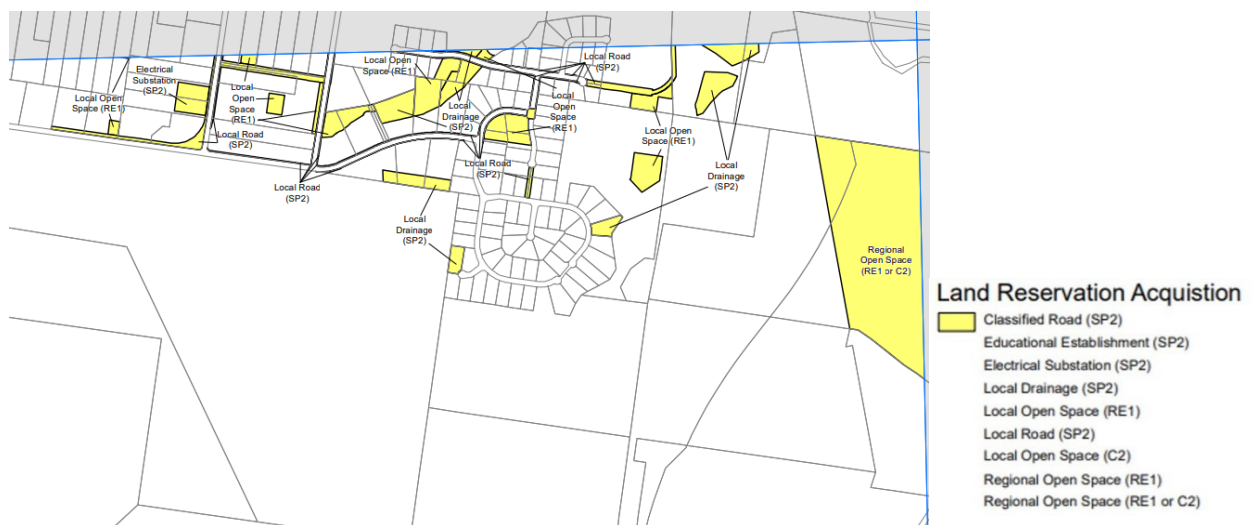 Local Road
(SP2)
Local Open
Space (RE1)
Electrical
Substation
(SP2)
Local
Open
Space
(RE1)
Local Open
Space (RE1)
Local
Drainage
(SP2)
Local
Open
Space
(RE1)
Local Road
(SP2)
Local Open
Space (RE1)
Local Road
(SP2)
Local
Drainage
(SP2)
Local Road
(SP2)
Local
Drainage
(SP2)
Regional
Open Space
(RE1 or C2)
Land Reservation Acquistion
Classified Road (SP2)
Educational Establishment (SP2)
Electrical Substation (SP2)
Local Drainage (SP2)
Local Open Space (RE1)
Local Road (SP2)
Local Open Space (C2)
Regional Open Space (RE1)
Regional Open Space (RE1 or C2)